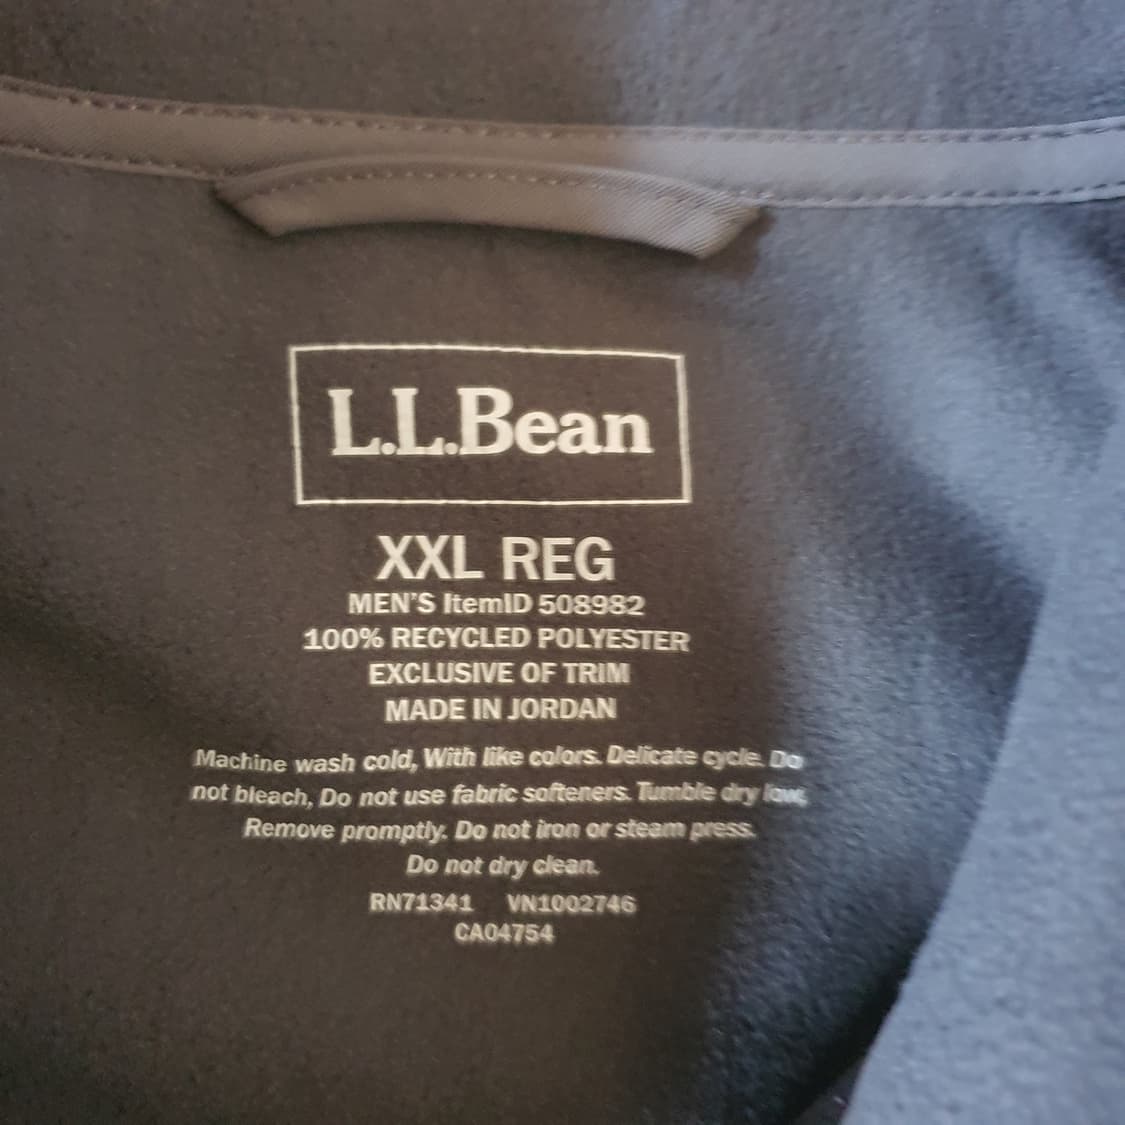 L.L.Bean
XXL REG
MEN'S ItemID 508982
100% RECYCLED POLYESTER
EXCLUSIVE OF TRIM
MADE IN JORDAN
Machine wash cold, With like colors. Delicate cycle. Do
not bleach, Do not use fabric softeners. Tumble dry low,
Remove promptly. Do not iron or steam press.
Do not dry clean.
RN71341 VN1002746
CA04754